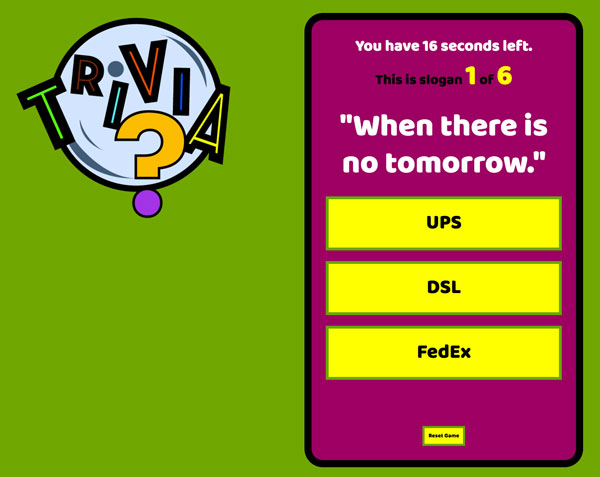 TRIVIA
?
You have 16 seconds left.
This is slogan 1 of 6
"When there is
no tomorrow."
UPS
DSL
FedEx
Reset Game